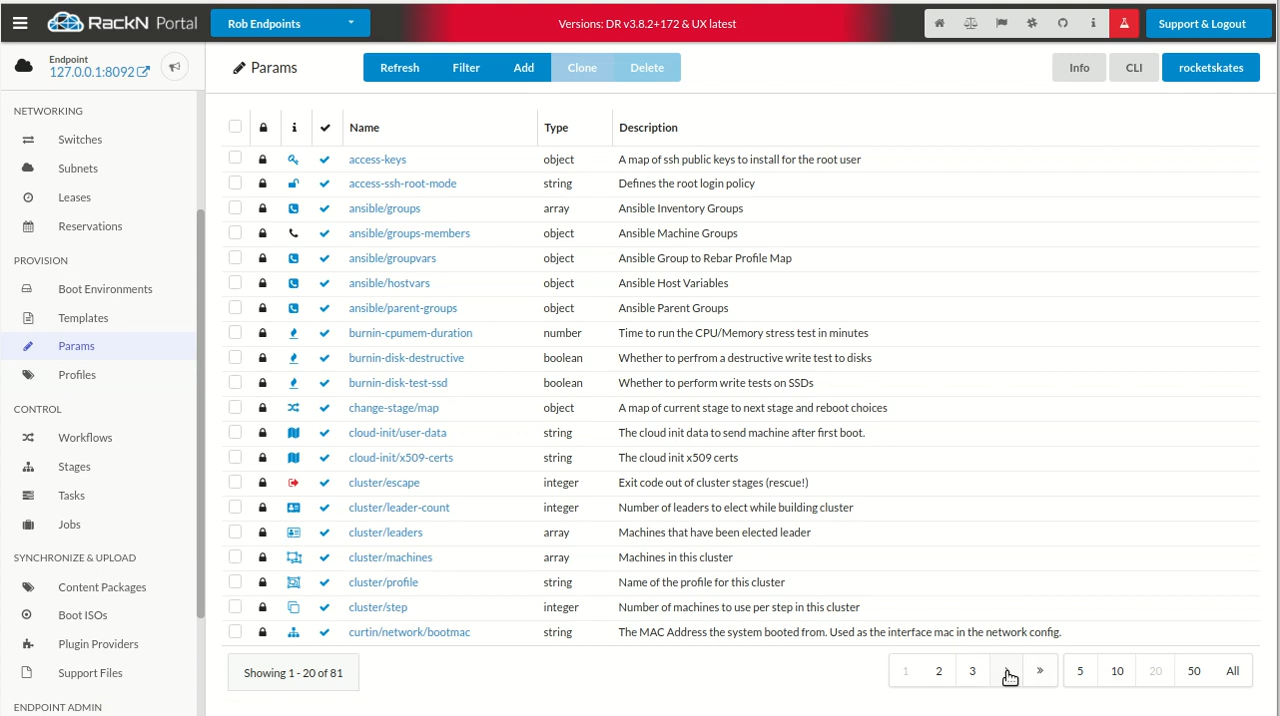 RackN Portal
Rob Endpoints
Versions: DR v3.8.2+172 & UX latest
Support & Logout
Endpoint
127.0.0.1:8092
Params
Refresh
Filter
Add
Clone
Delete
Info
CLI
rocketskates
NETWORKING
Switches
Subnets
Leases
Reservations
PROVISION
Boot Environments
Templates
Params
Profiles
CONTROL
Workflows
Stages
Tasks
Jobs
SYNCHRONIZE & UPLOAD
Content Packages
Boot ISOs
Plugin Providers
Support Files
ENDPOINT ADMIN
Name Type Description
access-keys object A map of ssh public keys to install for the root user
access-ssh-root-mode string Defines the root login policy
ansible/groups array Ansible Inventory Groups
ansible/groups-members object Ansible Machine Groups
ansible/groupvars object Ansible Group to Rebar Profile Map
ansible/hostvars object Ansible Host Variables
ansible/parent-groups object Ansible Parent Groups
burnin-cpumem-duration number Time to run the CPU/Memory stress test in minutes
burnin-disk-destructive boolean Whether to perfrom a destructive write test to disks
burnin-disk-test-ssd boolean Whether to perform write tests on SSDs
change-stage/map object A map of current stage to next stage and reboot choices
cloud-init/user-data string The cloud init data to send machine after first boot.
cloud-init/x509-certs string The cloud init x509 certs
cluster/escape integer Exit code out of cluster stages (rescue!)
cluster/leader-count integer Number of leaders to elect while building cluster
cluster/leaders array Machines that have been elected leader
cluster/machines array Machines in this cluster
cluster/profile string Name of the profile for this cluster
cluster/step integer Number of machines to use per step in this cluster
curtin/network/bootmac string The MAC Address the system booted from. Used as the interface mac in the network config.
Showing 1 - 20 of 81
1 2 3 »
5 10 20 50 All